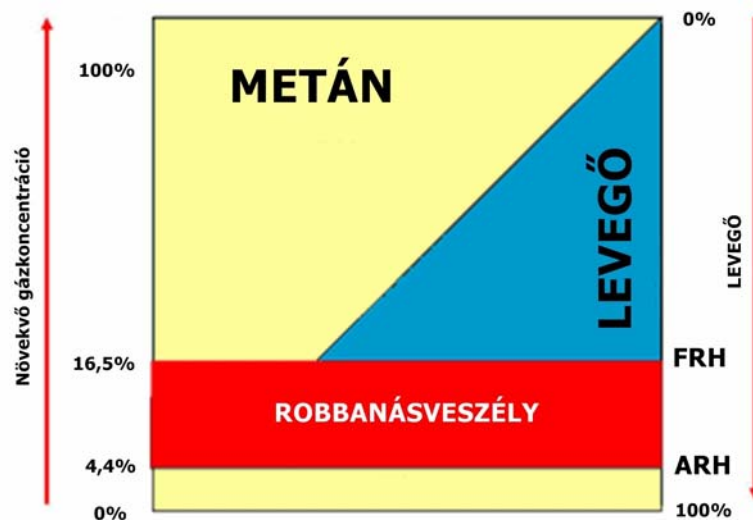 0%
100%
METÁN
Növekvő gázkoncentráció
LEVEGŐ
LEVEGŐ
16,5%
FRH
ROBBANÁSVESZÉLY
4,4%
ARH
0%
100%